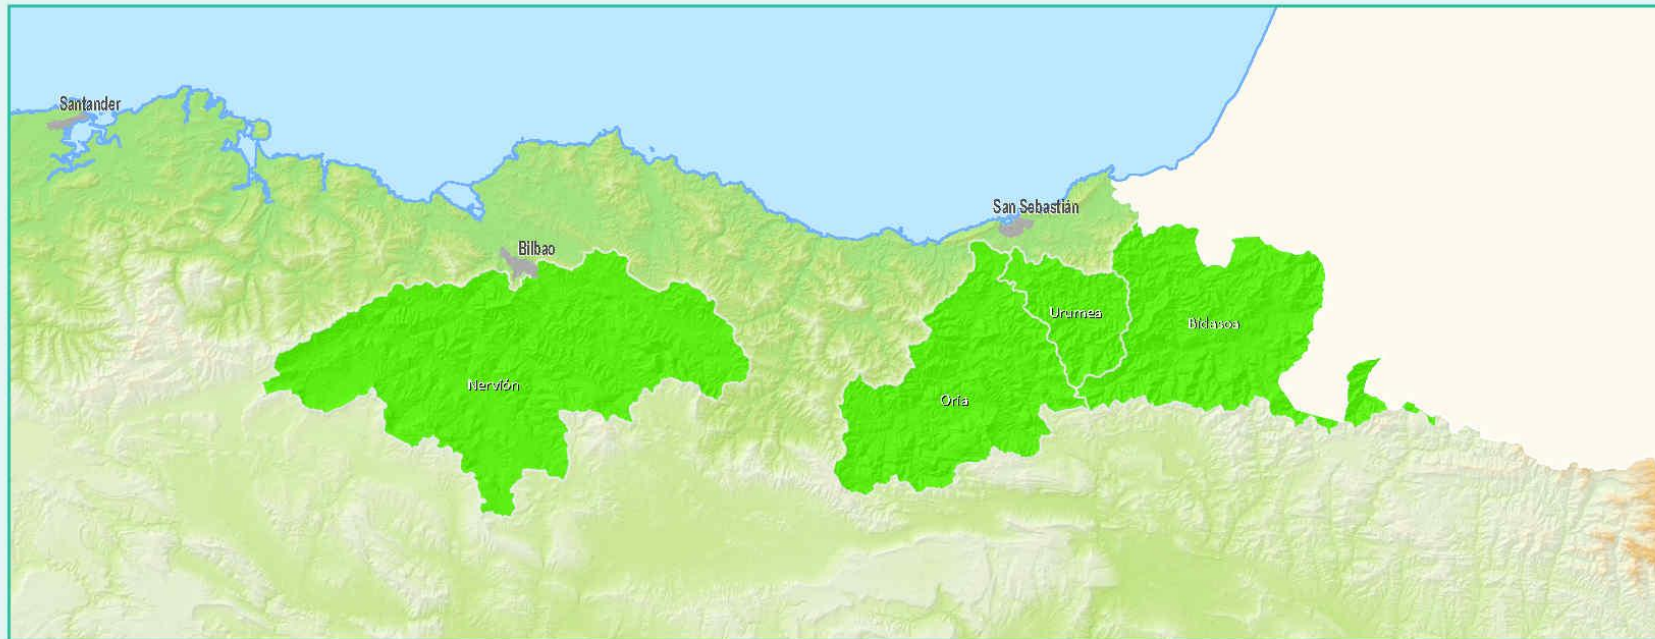 Santander
San Sebastián
Bilbao
Urumea
Bidasoa
Nervión
Oria